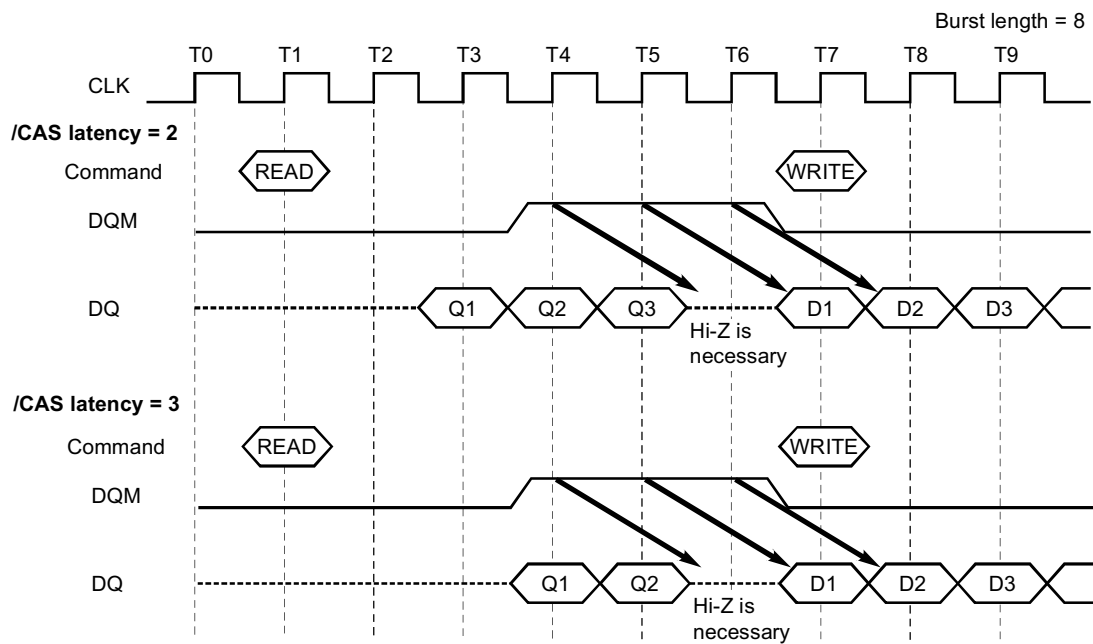 Burst length = 8
T0 T1 T2 T3 T4 T5 T6 T7 T8 T9
CLK
/CAS latency = 2
Command READ WRITE
DQM
DQ Q1 Q2 Q3 D1 D2 D3
Hi-Z is
necessary
/CAS latency = 3
Command READ WRITE
DQM
DQ Q1 Q2 D1 D2 D3
Hi-Z is
necessary